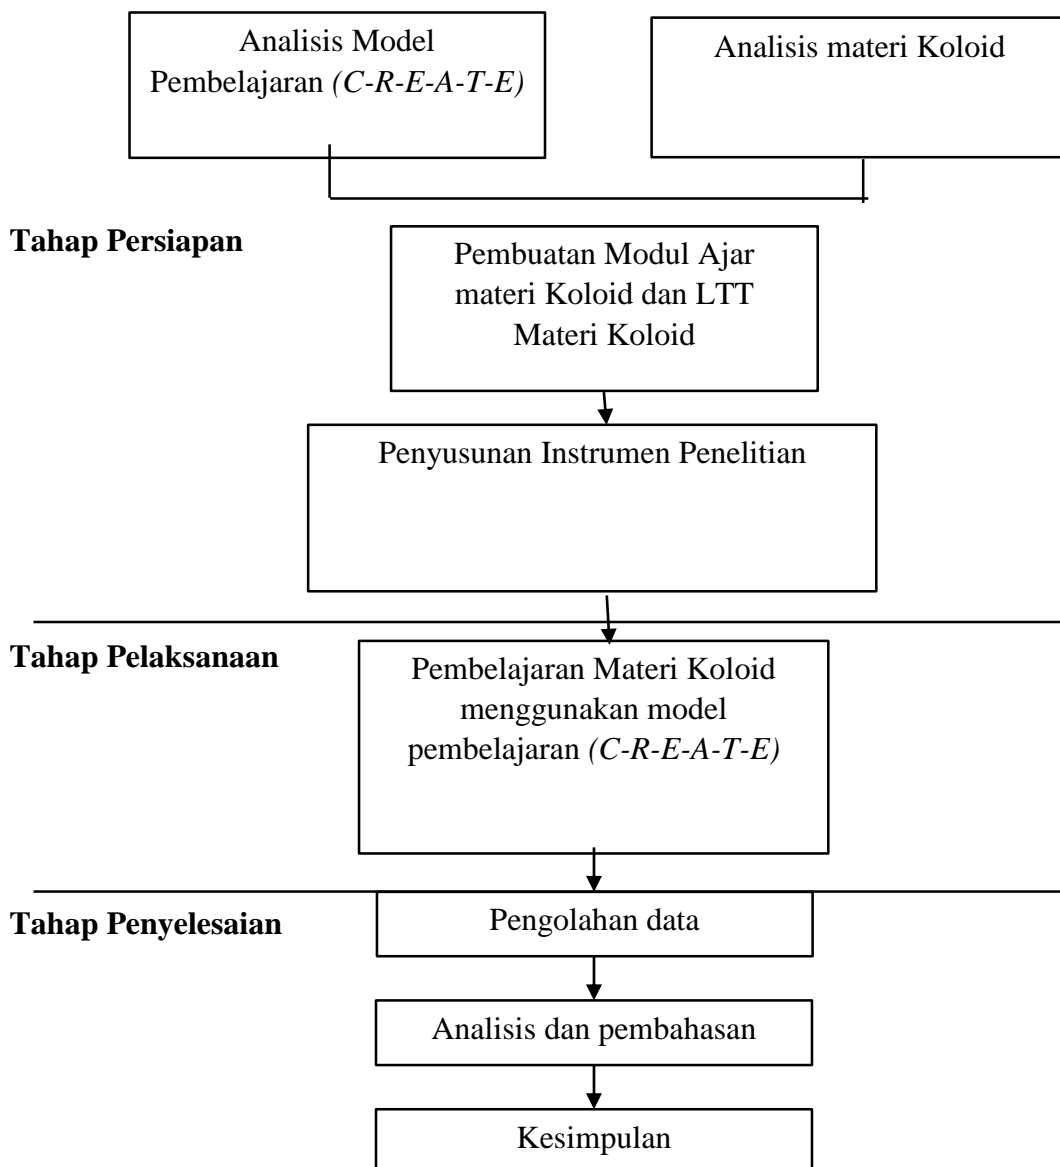 Analisis Model
Pembelajaran (C-R-E-A-T-E)
Analisis materi Koloid
Tahap Persiapan
Pembuatan Modul Ajar
materi Koloid dan LTT
Materi Koloid
Penyusunan Instrumen Penelitian
Tahap Pelaksanaan
Pembelajaran Materi Koloid
menggunakan model
pembelajaran (C-R-E-A-T-E)
Tahap Penyelesaian
Pengolahan data
Analisis dan pembahasan
Kesimpulan